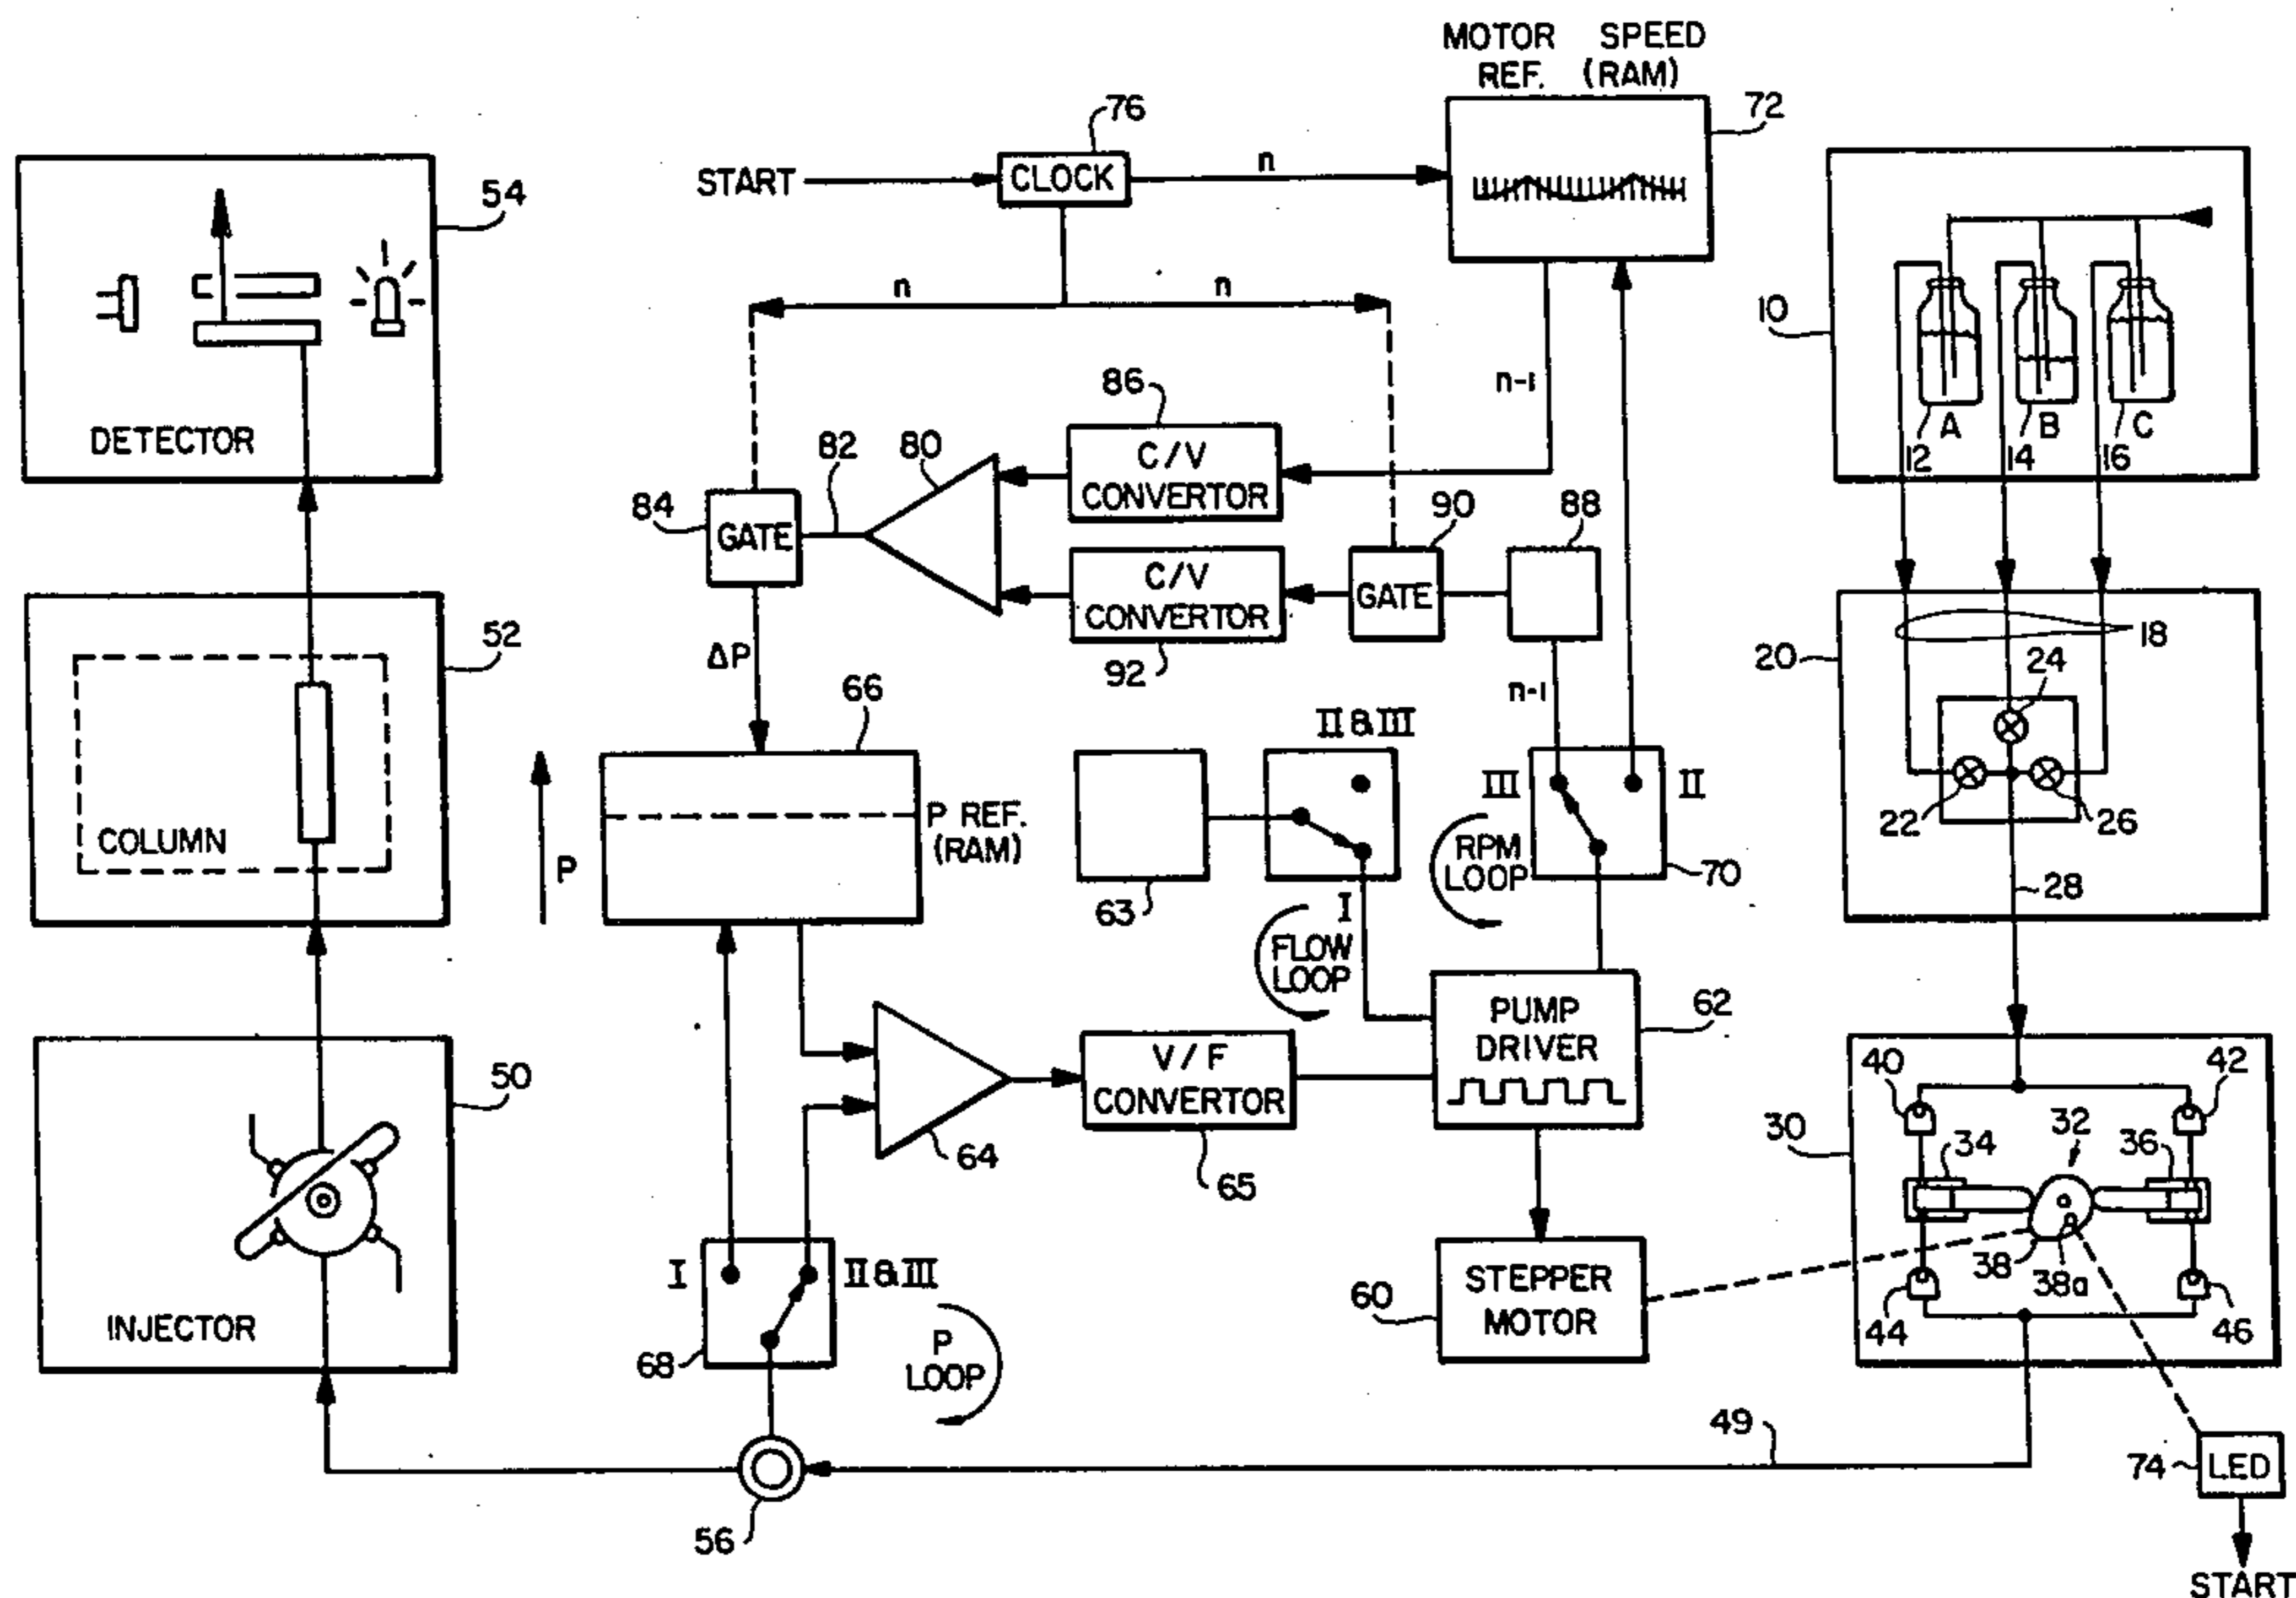 MOTOR SPEED
REF. (RAM)
72
76
START
CLOCK
n
54
DETECTOR
n
n
n-1
10
A
B
C
12
14
16
86
C/V
CONVERTOR
82
80
84
GATE
90
GATE
88
C/V
CONVERTOR
92
ΔP
n-1
18
20
24
22
26
28
52
COLUMN
66
P REF.
(RAM)
P
II & III
63
I
FLOW
LOOP
III
II
RPM
LOOP
70
50
INJECTOR
64
V/F
CONVERTOR
65
PUMP
DRIVER
62
40
42
30
34
32
36
38
38a
44
46
I
II & III
68
P
LOOP
60
STEPPER
MOTOR
49
56
74
LED
START